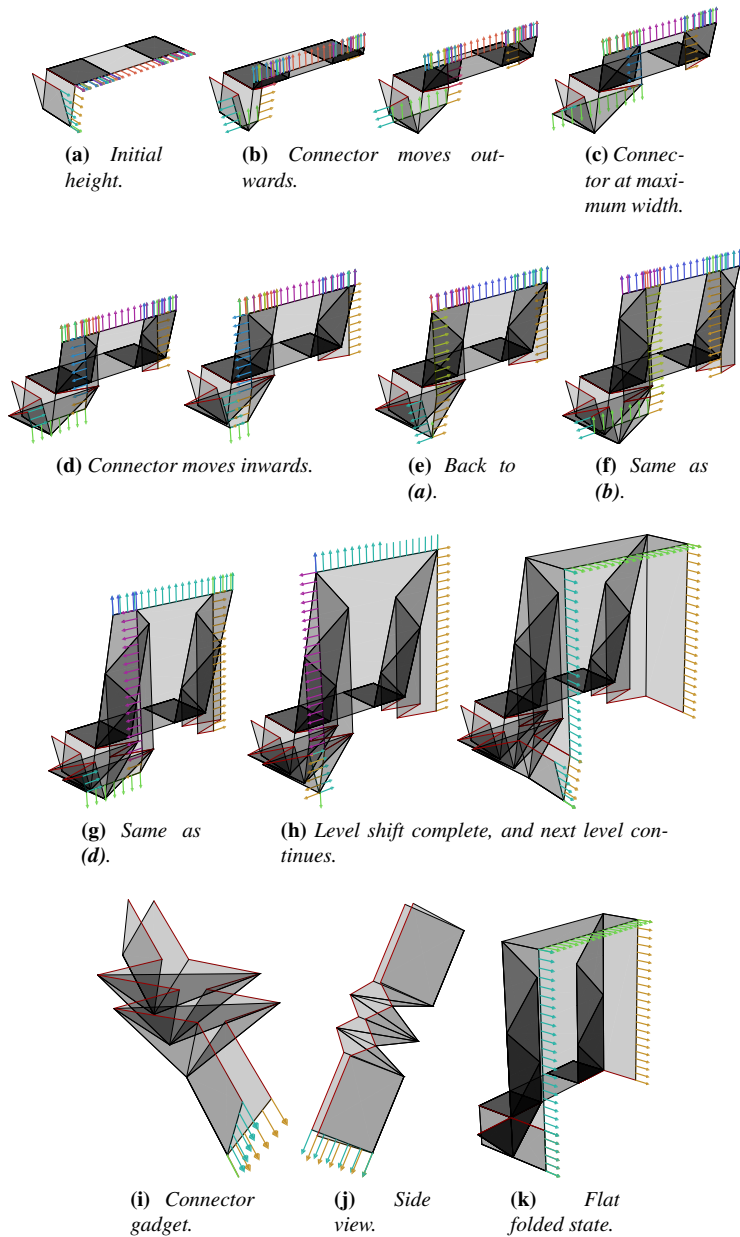 (a) Initial
height.
(b) Connector moves out-
wards.
(c) Connec-
tor at maxi-
mum width.
(d) Connector moves inwards.
(e) Back to
(a).
(f) Same as
(b).
(g) Same as
(d).
(h) Level shift complete, and next level con-
tinues.
(i) Connector
gadget.
(j) Side
view.
(k) Flat
folded state.